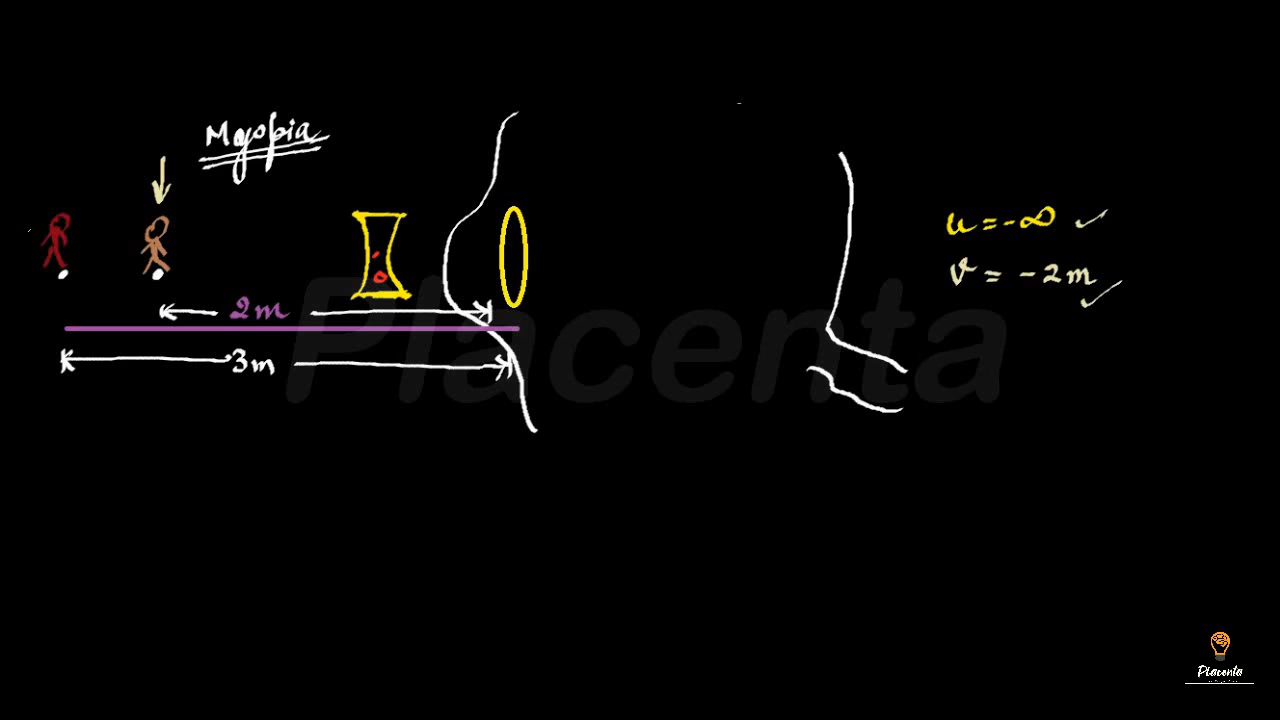 Myopia
u = -∞ ✓
v = -2m ✓
2m
3m
Placenta
Placenta